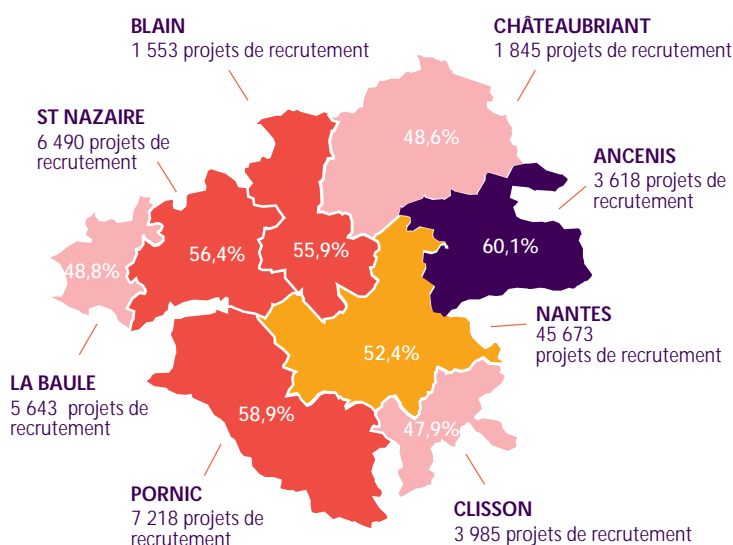 BLAIN
1 553 projets de recrutement
CHÂTEAUBRIANT
1 845 projets de recrutement
ST NAZAIRE
6 490 projets de
recrutement
48,6%
ANCENIS
3 618 projets de
recrutement
56,4%
55,9%
60,1%
48,8%
NANTES
45 673
projets de recrutement
52,4%
LA BAULE
5 643 projets de
recrutement
58,9%
47,9%
PORNIC
7 218 projets de
recrutement
CLISSON
3 985 projets de recrutement